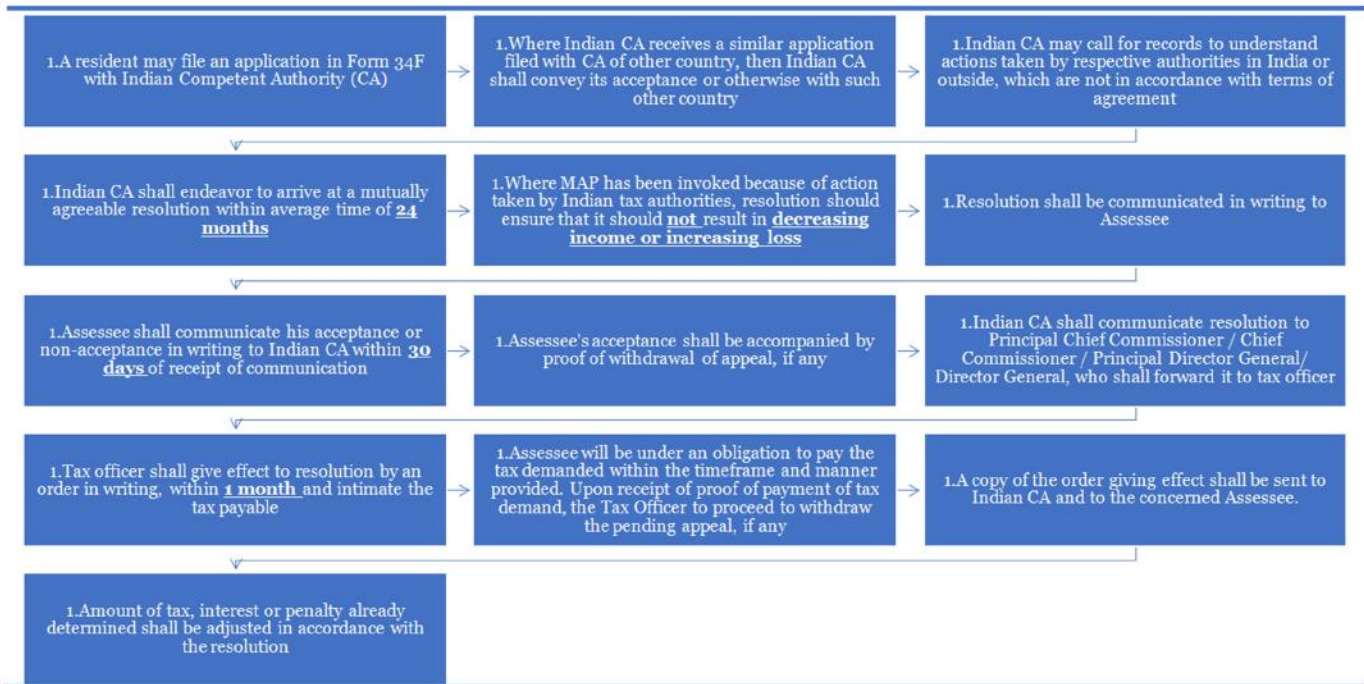 1.A resident may file an application in Form 34F
with Indian Competent Authority (CA)
1.Where Indian CA receives a similar application
filed with CA of other country, then Indian CA
shall convey its acceptance or otherwise with such
other country
1.Indian CA may call for records to understand
actions taken by respective authorities in India or
outside, which are not in accordance with terms of
agreement
1.Indian CA shall endeavor to arrive at a mutually
agreeable resolution within average time of 24
months
1.Where MAP has been invoked because of action
taken by Indian tax authorities, resolution should
ensure that it should not result in decreasing
income or increasing loss
1.Resolution shall be communicated in writing to
Assessee
1.Assessee shall communicate his acceptance or
non-acceptance in writing to Indian CA within 30
days of receipt of communication
1.Assessee's acceptance shall be accompanied by
proof of withdrawal of appeal, if any
1.Indian CA shall communicate resolution to
Principal Chief Commissioner / Chief
Commissioner / Principal Director General/
Director General, who shall forward it to tax officer
1.Tax officer shall give effect to resolution by an
order in writing, within 1 month and intimate the
tax payable
1.Assessee will be under an obligation to pay the
tax demanded within the timeframe and manner
provided. Upon receipt of proof of payment of tax
demand, the Tax Officer to proceed to withdraw
the pending appeal, if any
1.A copy of the order giving effect shall be sent to
Indian CA and to the concerned Assessee.
1.Amount of tax, interest or penalty already
determined shall be adjusted in accordance with
the resolution